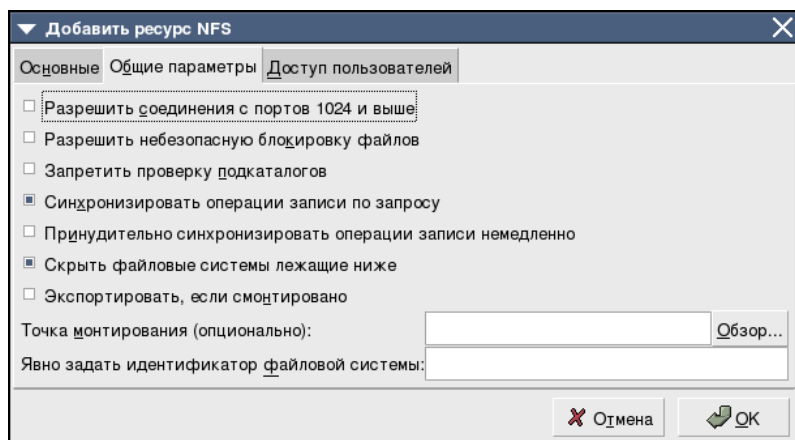 Добавить ресурс NFS
Основные Общие параметры Доступ пользователей
Разрешить соединения с портов 1024 и выше
Разрешить небезопасную блокировку файлов
Запретить проверку подкаталогов
Синхронизировать операции записи по запросу
Принудительно синхронизировать операции записи немедленно
Скрыть файловые системы лежащие ниже
Экспортировать, если смонтировано
Точка монтирования (опционально): Обзор...
Явно задать идентификатор файловой системы:
Отмена OK